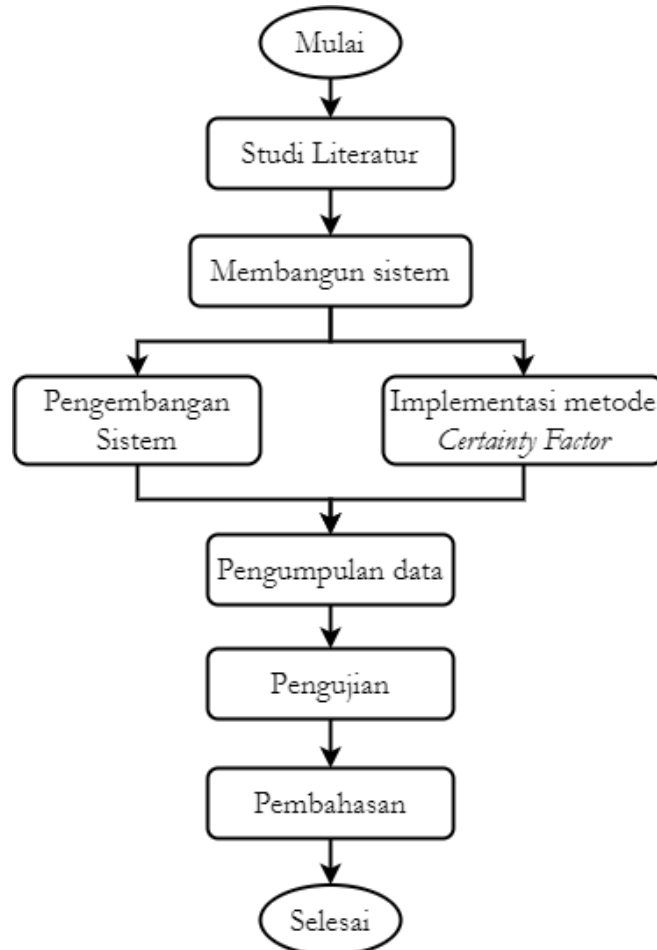 Mulai
Studi Literatur
Membangun sistem
Pengembangan
Sistem
Implementasi metode
Certainty Factor
Pengumpulan data
Pengujian
Pembahasan
Selesai